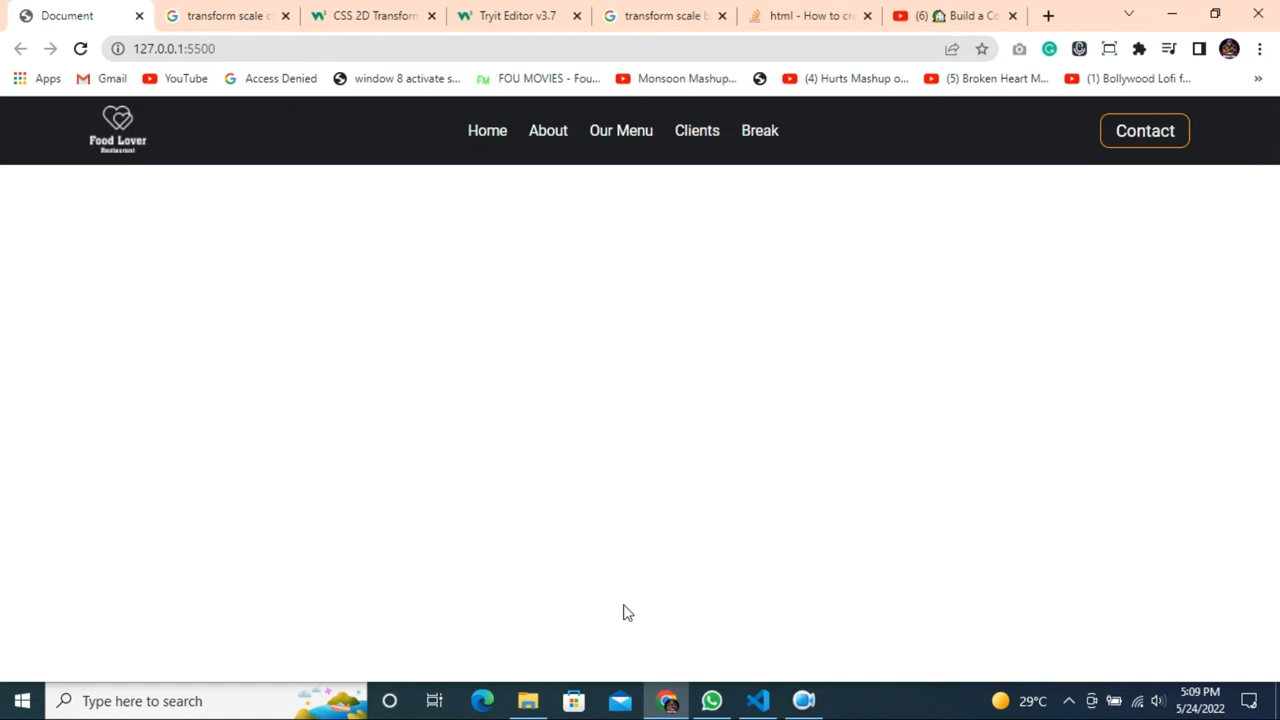 Document
transform scale c
CSS 2D Transform
Tryit Editor v3.7
transform scale b
html - How to cr
(6) Build a Co
127.0.0.1:5500
Apps
Gmail
YouTube
Access Denied
window 8 activate s...
FM FOU MOVIES - Fou...
Monsoon Mashup...
(4) Hurts Mashup o...
(5) Broken Heart M...
(1) Bollywood Lofi f...
»
Food Lover
Restaurant
Home
About
Our Menu
Clients
Break
Contact
Type here to search
29°C
5:09 PM
5/24/2022